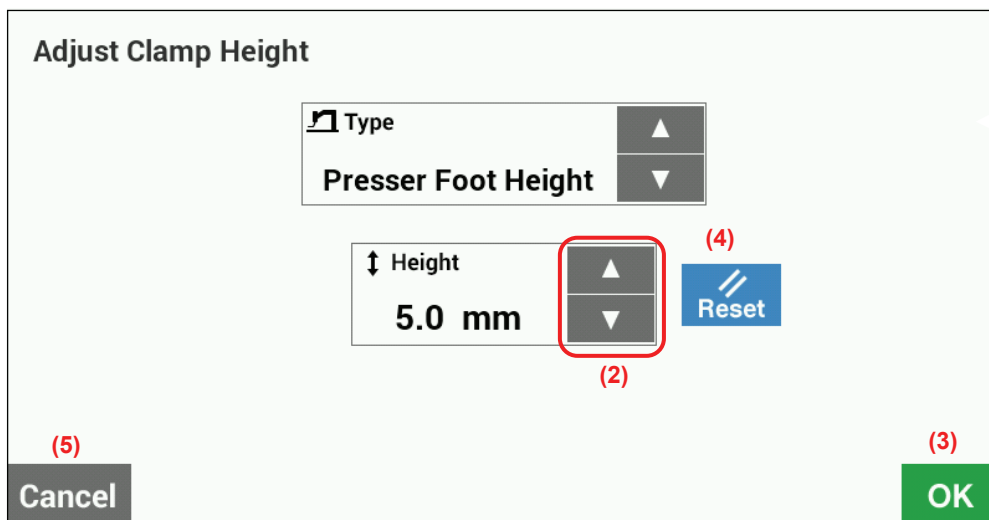 Adjust Clamp Height
Type
▲
Presser Foot Height
▼
(4)
Height
▲
Reset
5.0 mm
▼
(2)
(5)
(3)
Cancel
OK